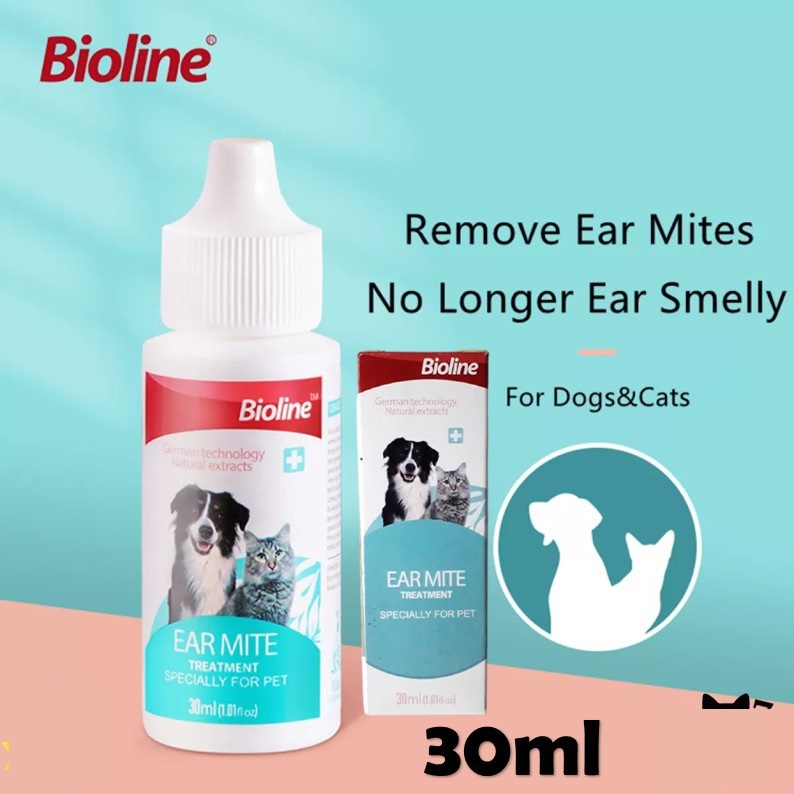 Bioline®
Remove Ear Mites
No Longer Ear Smelly
For Dogs&Cats
Bioline™
German technology
Natural extracts
EAR MITE
TREATMENT
SPECIALLY FOR PET
30ml (1.01fl oz)
Bioline
German technology,
Natural extracts
EAR MITE
TREATMENT
SPECIALLY FOR PET
30ml (1.01fl oz)
30ml